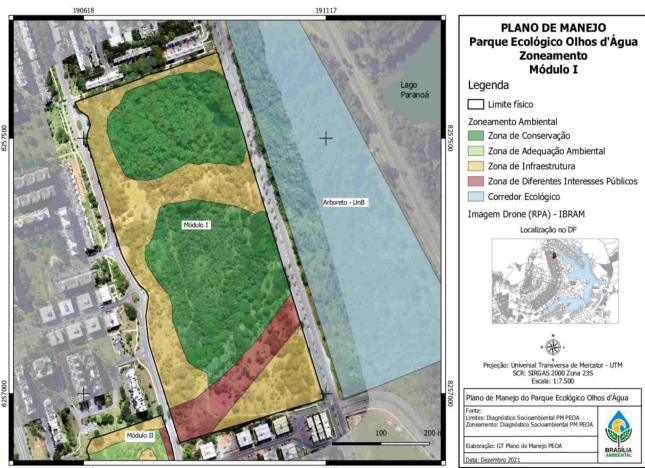 190618
191117
8257500
8257500
Lago
Paranoá
Arboreto - UnB
Módulo I
8257000
8257000
Módulo II
100
200 m
PLANO DE MANEJO
Parque Ecológico Olhos d'Água
Zoneamento
Módulo I
Legenda
Limite físico
Zoneamento Ambiental
Zona de Conservação
Zona de Adequação Ambiental
Zona de Infraestrutura
Zona de Diferentes Interesses Públicos
Corredor Ecológico
Imagem Drone (RPA) - IBRAM
Localização no DF
Projeção: Universal Transversa de Mercator - UTM
SCR: SIRGAS 2000 Zona 23S
Escala: 1:7.500
Plano de Manejo do Parque Ecológico Olhos d'Água
Fonte:
Limites: Diagnóstico Socioambiental PM PEOA
Zoneamento: Diagnóstico Socioambiental PM PEOA
Elaboração: GT Plano de Manejo PEOA
Data: Dezembro 2021
BRASÍLIA
AMBIENTAL